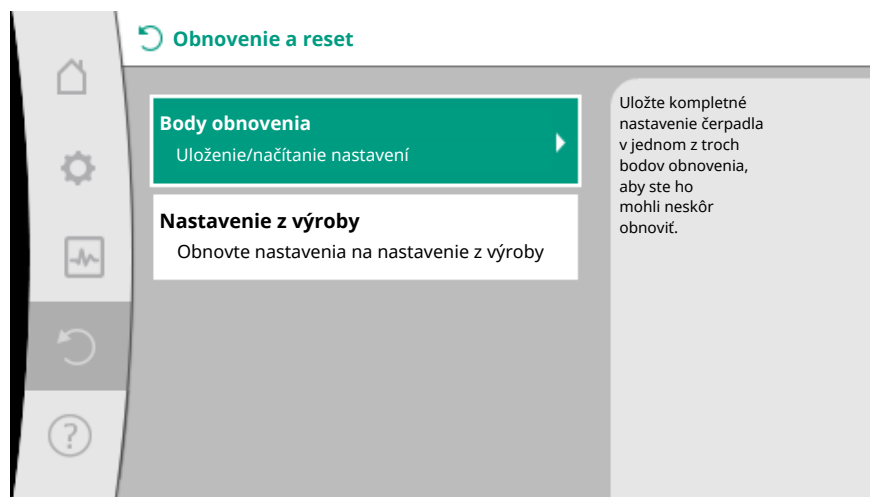 Obnovenie a reset
Body obnovenia
Uloženie/načítanie nastavení
Nastavenie z výroby
Obnovte nastavenia na nastavenie z výroby
Uložte kompletné
nastavenie čerpadla
v jednom z troch
bodov obnovenia,
aby ste ho
mohli neskôr
obnoviť.
?